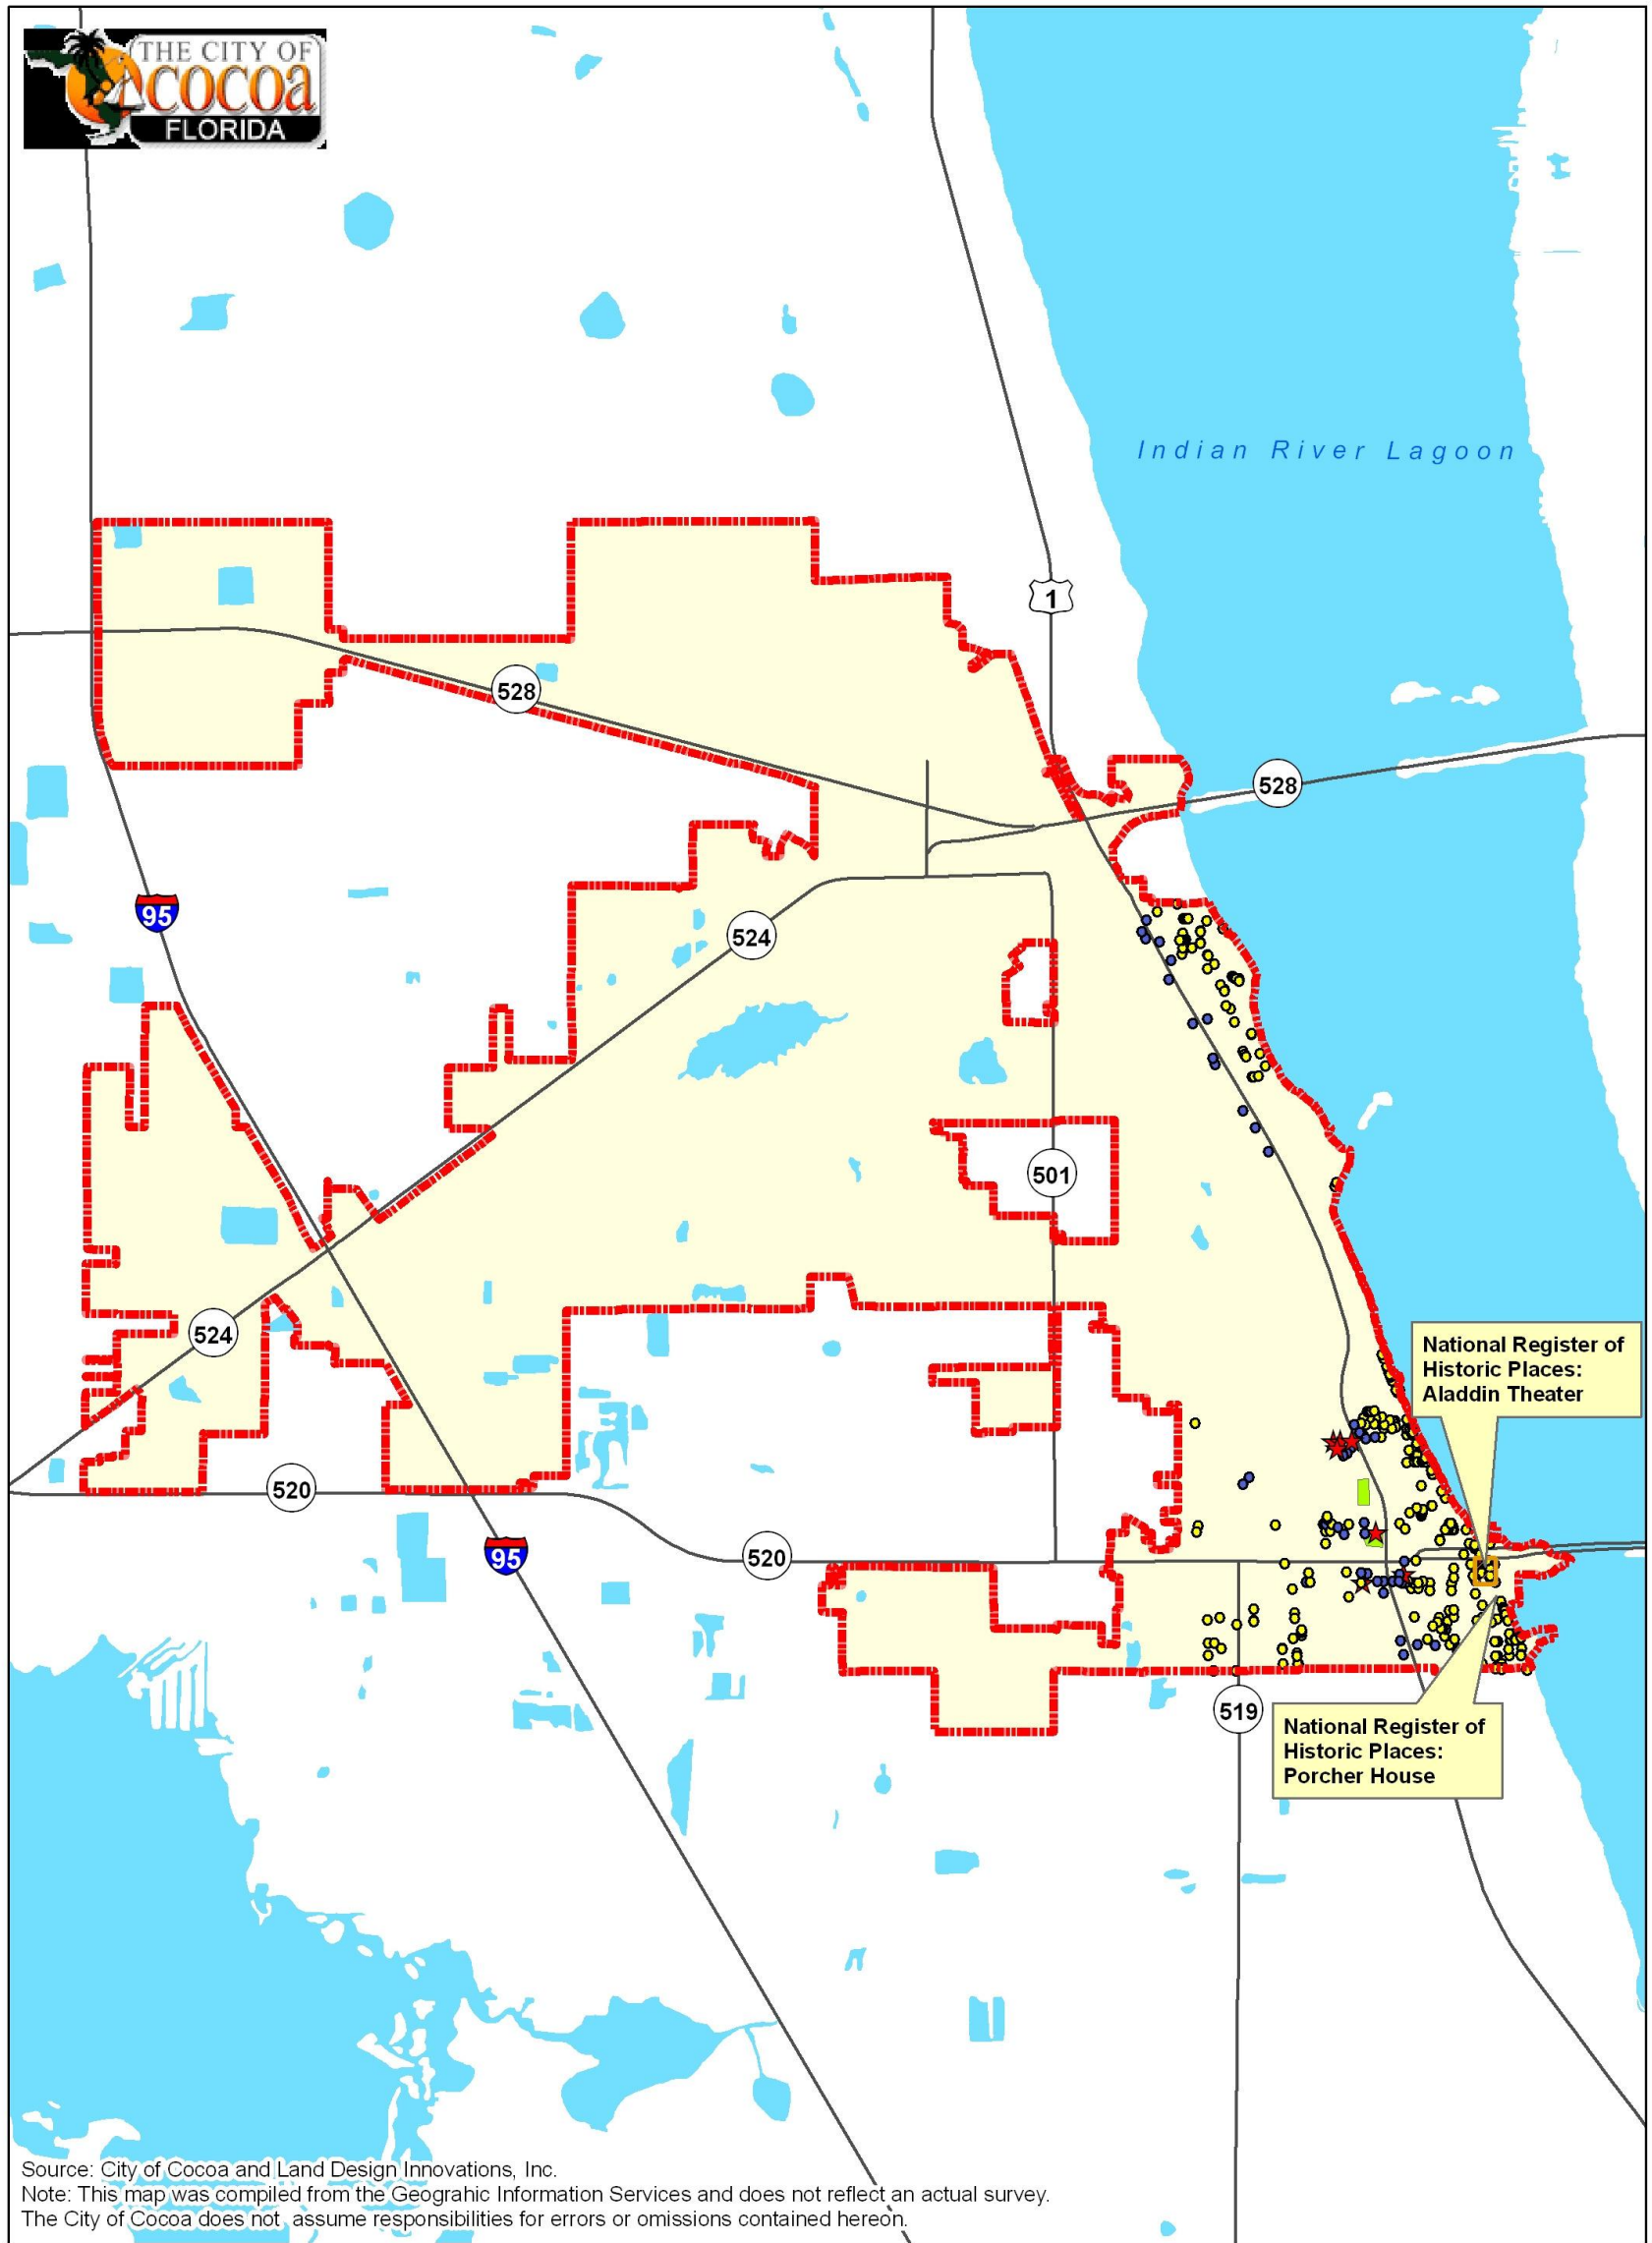 THE CITY OF
COCOa
FLORIDA
Indian River Lagoon
1
528
528
95
524
501
524
National Register of
Historic Places:
Aladdin Theater
520
95
520
519
National Register of
Historic Places:
Porcher House
Source: City of Cocoa and Land Design Innovations, Inc.
Note: This map was compiled from the Geograhic Information Services and does not reflect an actual survey.
The City of Cocoa does not assume responsibilities for errors or omissions contained hereon.